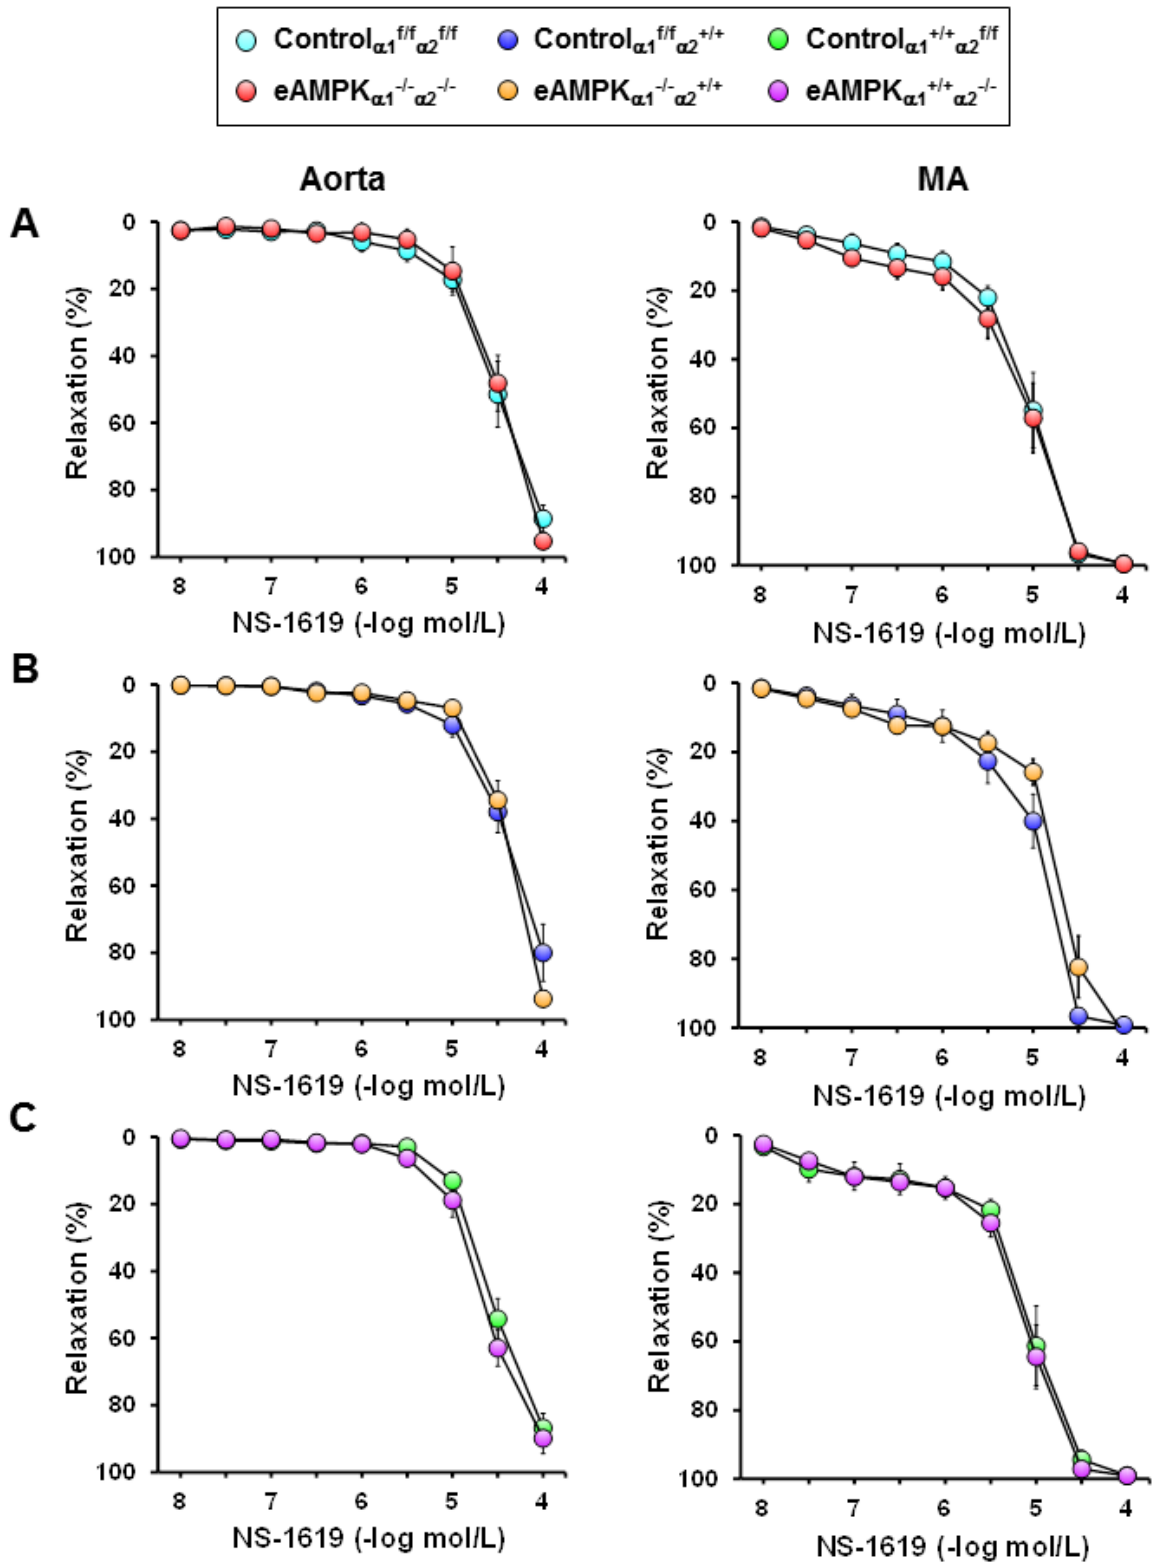 Controlα1f/fα2f/f Controlα1f/fα2+/+ Controlα1+/+α2f/f
eAMPKα1-/-α2-/- eAMPKα1-/-α2+/+ eAMPKα1+/+α2-/-
Aorta MA
A
0 0
20 20
40 40
60 60
80 80
100 100
Relaxation (%) Relaxation (%)
8 7 6 5 4 8 7 6 5 4
NS-1619 (-log mol/L) NS-1619 (-log mol/L)
B
0 0
20 20
40 40
60 60
80 80
100 100
Relaxation (%) Relaxation (%)
8 7 6 5 4 8 7 6 5 4
NS-1619 (-log mol/L) NS-1619 (-log mol/L)
C
0 0
20 20
40 40
60 60
80 80
100 100
Relaxation (%) Relaxation (%)
8 7 6 5 4 8 7 6 5 4
NS-1619 (-log mol/L) NS-1619 (-log mol/L)